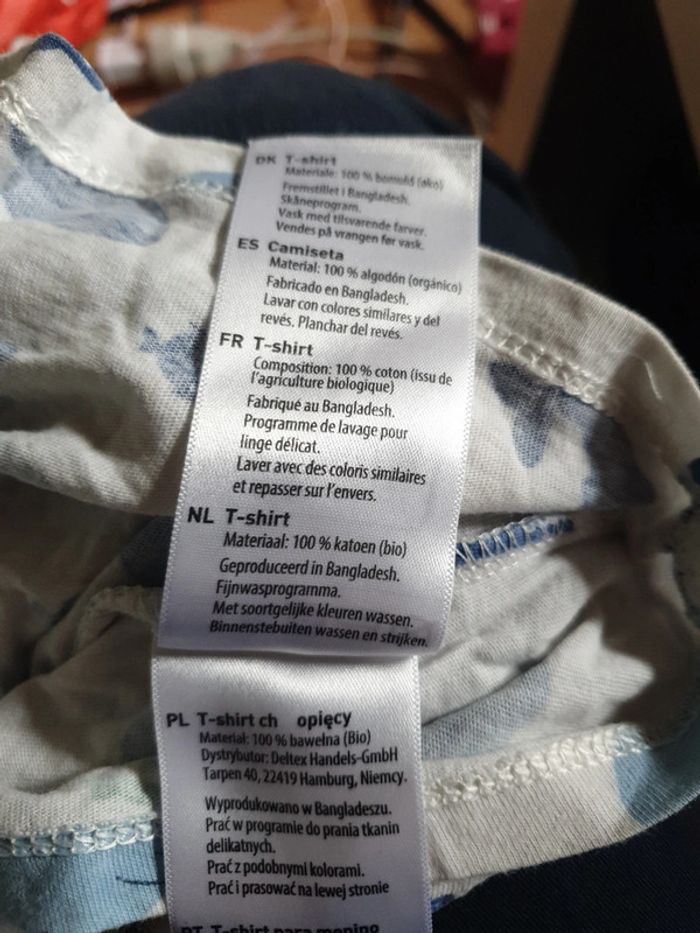 DK T-shirt
Materiale: 100 % bomuld (øko)
Fremstillet i Bangladesh.
Skåneprogram.
Vask med tilsvarende farver.
Vendes på vrangen før vask.
ES Camiseta
Material: 100 % algodón (orgánico)
Fabricado en Bangladesh.
Lavar con colores similares y del
revés. Planchar del revés.
FR T-shirt
Composition: 100 % coton (issu de
l'agriculture biologique)
Fabriqué au Bangladesh.
Programme de lavage pour
linge délicat.
Laver avec des coloris similaires
et repasser sur l'envers.
NL T-shirt
Materiaal: 100 % katoen (bio)
Geproduceerd in Bangladesh.
Fijnwasprogramma.
Met soortgelijke kleuren wassen.
Binnenstebuiten wassen en strijken.
PL T-shirt ch opięcy
Materiał: 100 % bawełna (Bio)
Dystrybutor: Deltex Handels-GmbH
Tarpen 40, 22419 Hamburg, Niemcy.
Wyprodukowano w Bangladeszu.
Prać w programie do prania tkanin
delikatnych.
Prać z podobnymi kolorami.
Prać i prasować na lewej stronie
PT T-shirt para menino